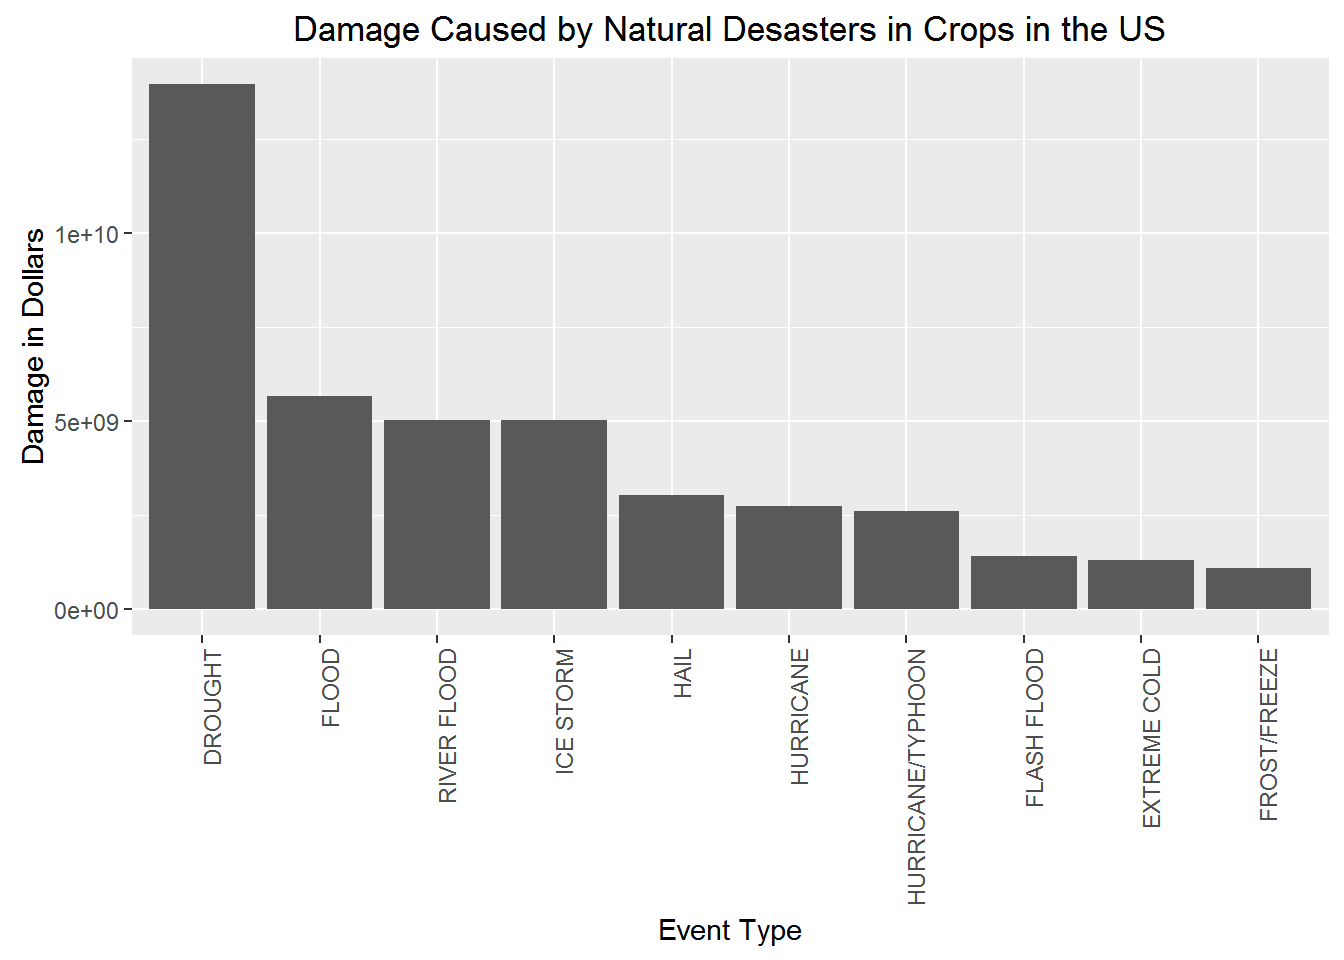 Damage Caused by Natural Desasters in Crops in the US
Damage in Dollars
1e+10
5e+09
0e+00
DROUGHT
FLOOD
RIVER FLOOD
ICE STORM
HAIL
HURRICANE
HURRICANE/TYPHOON
FLASH FLOOD
EXTREME COLD
FROST/FREEZE
Event Type